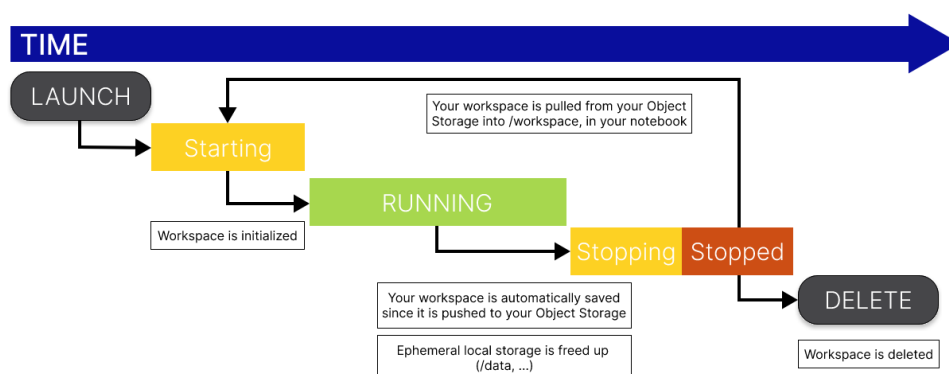 TIME
LAUNCH
Your workspace is pulled from your Object
Storage into /workspace, in your notebook
Starting
RUNNING
Workspace is initialized
Stopping
Stopped
Your workspace is automatically saved
since it is pushed to your Object Storage
DELETE
Ephemeral local storage is freed up
(/data, ...)
Workspace is deleted